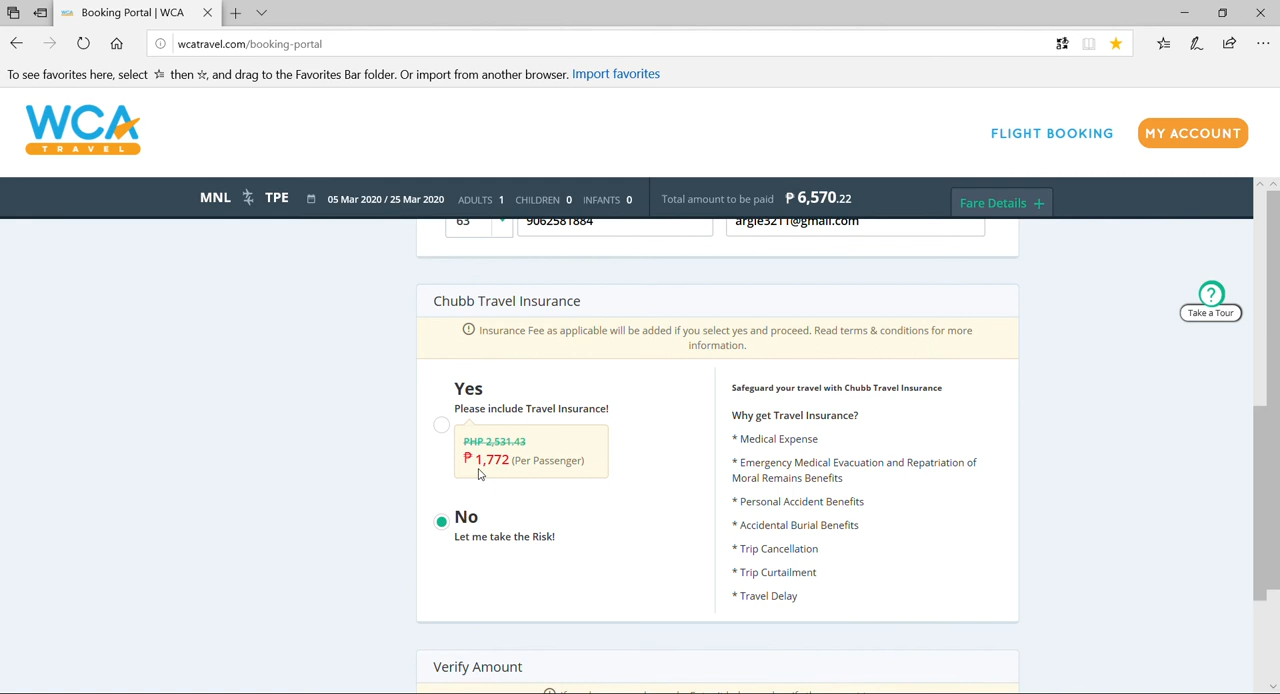 Booking Portal | WCA
wcatravel.com/booking-portal
To see favorites here, select ☆ then ☆, and drag to the Favorites Bar folder. Or import from another browser. Import favorites
WCA
TRAVEL
FLIGHT BOOKING
MY ACCOUNT
MNL TPE 05 Mar 2020 / 25 Mar 2020 ADULTS 1 CHILDREN 0 INFANTS 0 Total amount to be paid ₱ 6,570.22 Fare Details +
63 9062581884 argie3211@gmail.com
Chubb Travel Insurance
Insurance Fee as applicable will be added if you select yes and proceed. Read terms & conditions for more
information.
Yes
Please include Travel Insurance!
PHP 2,531.43
₱ 1,772 (Per Passenger)
No
Let me take the Risk!
Safeguard your travel with Chubb Travel Insurance
Why get Travel Insurance?
* Medical Expense
* Emergency Medical Evacuation and Repatriation of
Moral Remains Benefits
* Personal Accident Benefits
* Accidental Burial Benefits
* Trip Cancellation
* Trip Curtailment
* Travel Delay
?
Take a Tour
Verify Amount